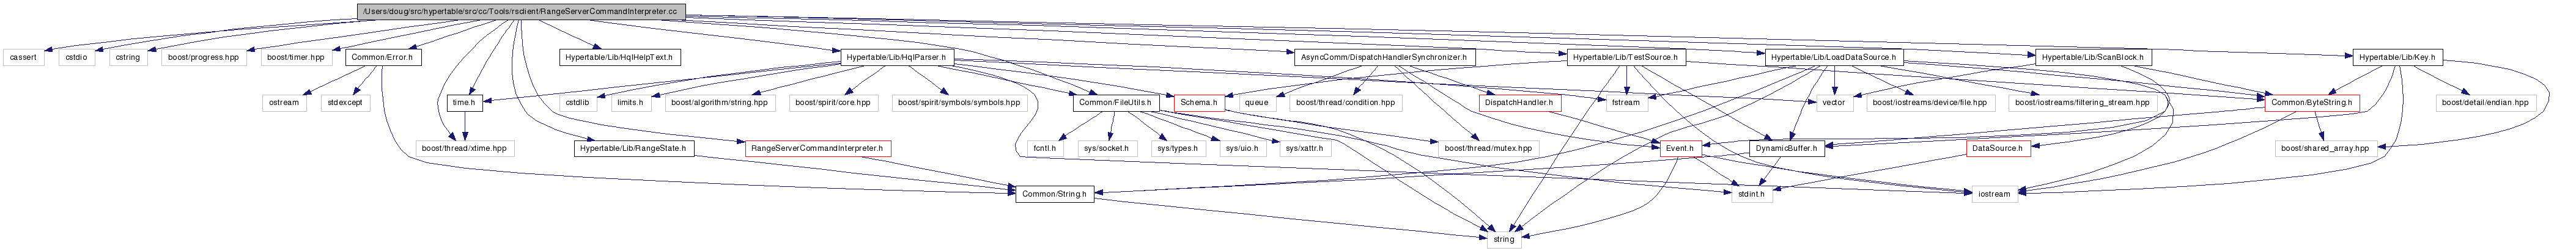 /Users/doug/src/hypertable/src/cc/Tools/rsclient/RangeServerCommandInterpreter.cc
cassert
cstdio
cstring
boost/progress.hpp
boost/timer.hpp
Common/Error.h
Hypertable/Lib/HqlHelpText.h
Hypertable/Lib/HqlParser.h
AsyncComm/DispatchHandlerSynchronizer.h
Hypertable/Lib/TestSource.h
Hypertable/Lib/LoadDataSource.h
Hypertable/Lib/ScanBlock.h
Hypertable/Lib/Key.h
ostream
stdexcept
time.h
cstdlib
limits.h
boost/algorithm/string.hpp
boost/spirit/core.hpp
boost/spirit/symbols/symbols.hpp
Common/FileUtils.h
Schema.h
queue
boost/thread/condition.hpp
DispatchHandler.h
fstream
vector
boost/iostreams/device/file.hpp
boost/iostreams/filtering_stream.hpp
Common/ByteString.h
boost/detail/endian.hpp
boost/thread/xtime.hpp
Hypertable/Lib/RangeState.h
RangeServerCommandInterpreter.h
fcntl.h
sys/socket.h
sys/types.h
sys/uio.h
sys/xattr.h
boost/thread/mutex.hpp
Event.h
DynamicBuffer.h
DataSource.h
boost/shared_array.hpp
Common/String.h
stdint.h
iostream
string